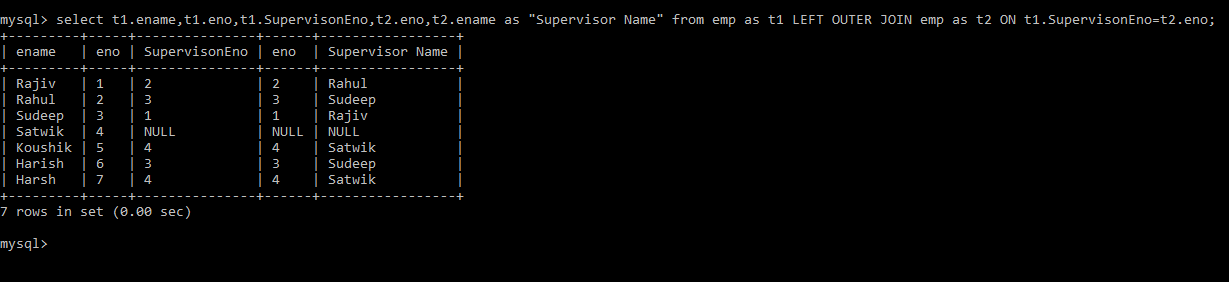 mysql> select t1.ename,t1.eno,t1.SupervisonEno,t2.eno,t2.ename as "Supervisor Name" from emp as t1 LEFT OUTER JOIN emp as t2 ON t1.SupervisonEno=t2.eno;
+---------+-----+---------------+------+-----------------+
| ename   | eno | SupervisonEno | eno  | Supervisor Name |
+---------+-----+---------------+------+-----------------+
| Rajiv   | 1   | 2             | 2    | Rahul           |
| Rahul   | 2   | 3             | 3    | Sudeep          |
| Sudeep  | 3   | 1             | 1    | Rajiv           |
| Satwik  | 4   | NULL          | NULL | NULL            |
| Koushik | 5   | 4             | 4    | Satwik          |
| Harish  | 6   | 3             | 3    | Sudeep          |
| Harsh   | 7   | 4             | 4    | Satwik          |
+---------+-----+---------------+------+-----------------+
7 rows in set (0.00 sec)
mysql>